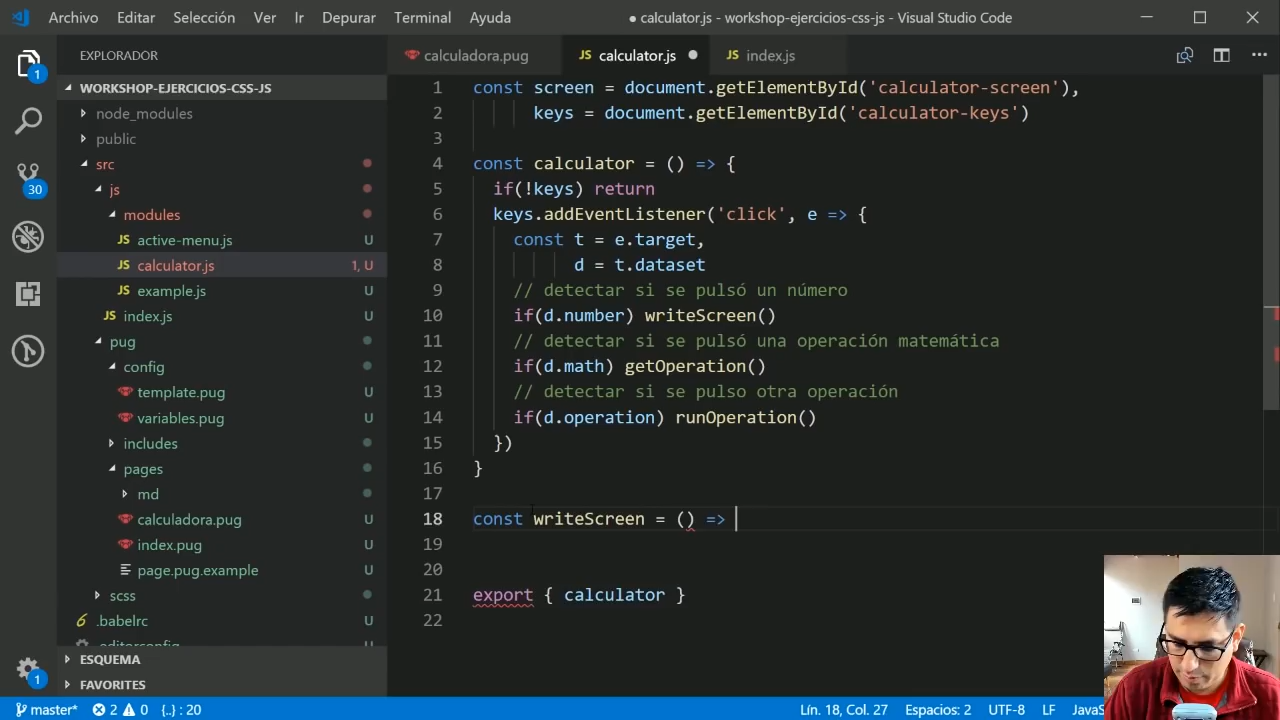 Archivo Editar Selección Ver Ir Depurar Terminal Ayuda ● calculator.js - workshop-ejercicios-css-js - Visual Studio Code
EXPLORADOR
calculadora.pug JS calculator.js JS index.js
WORKSHOP-EJERCICIOS-CSS-JS
node_modules
public
src
js
modules
JS active-menu.js U
JS calculator.js 1, U
JS example.js U
JS index.js U
pug
config
template.pug U
variables.pug U
includes
pages
md
calculadora.pug U
index.pug U
page.pug.example U
scss
.babelrc U
.editorconfig
ESQUEMA
FAVORITES
1
30
1
1 const screen = document.getElementById('calculator-screen'),
2 keys = document.getElementById('calculator-keys')
3
4 const calculator = () => {
5 if(!keys) return
6 keys.addEventListener('click', e => {
7 const t = e.target,
8 d = t.dataset
9 // detectar si se pulsó un número
10 if(d.number) writeScreen()
11 // detectar si se pulsó una operación matemática
12 if(d.math) getOperation()
13 // detectar si se pulso otra operación
14 if(d.operation) runOperation()
15 })
16 }
17
18 const writeScreen = () =>
19
20
21 export { calculator }
22
master* 2 0 {..} : 20 Lín. 18, Col. 27 Espacios: 2 UTF-8 LF JavaS